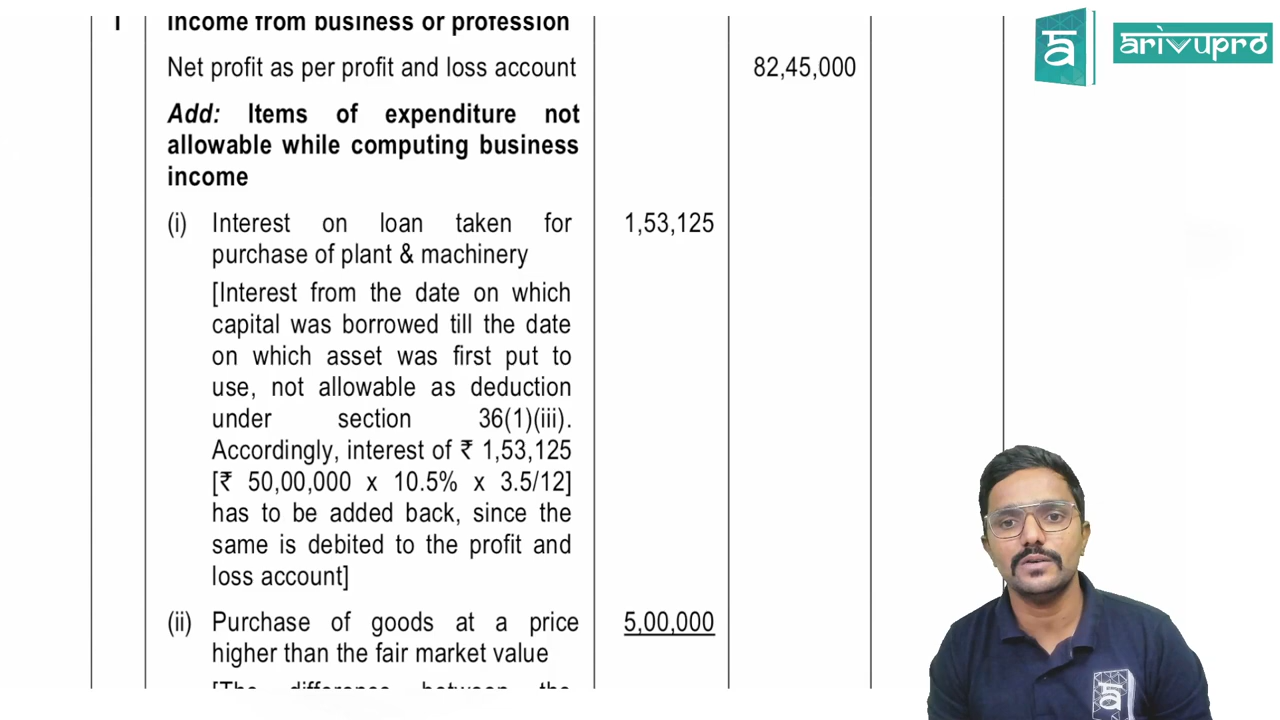 I Income from business or profession
Net profit as per profit and loss account 82,45,000
Add: Items of expenditure not
allowable while computing business
income
(i) Interest on loan taken for 1,53,125
purchase of plant & machinery
[Interest from the date on which
capital was borrowed till the date
on which asset was first put to
use, not allowable as deduction
under section 36(1)(iii).
Accordingly, interest of ₹ 1,53,125
[₹ 50,00,000 x 10.5% x 3.5/12]
has to be added back, since the
same is debited to the profit and
loss account]
(ii) Purchase of goods at a price 5,00,000
higher than the fair market value
[The difference between the
ā
arivupro
ā